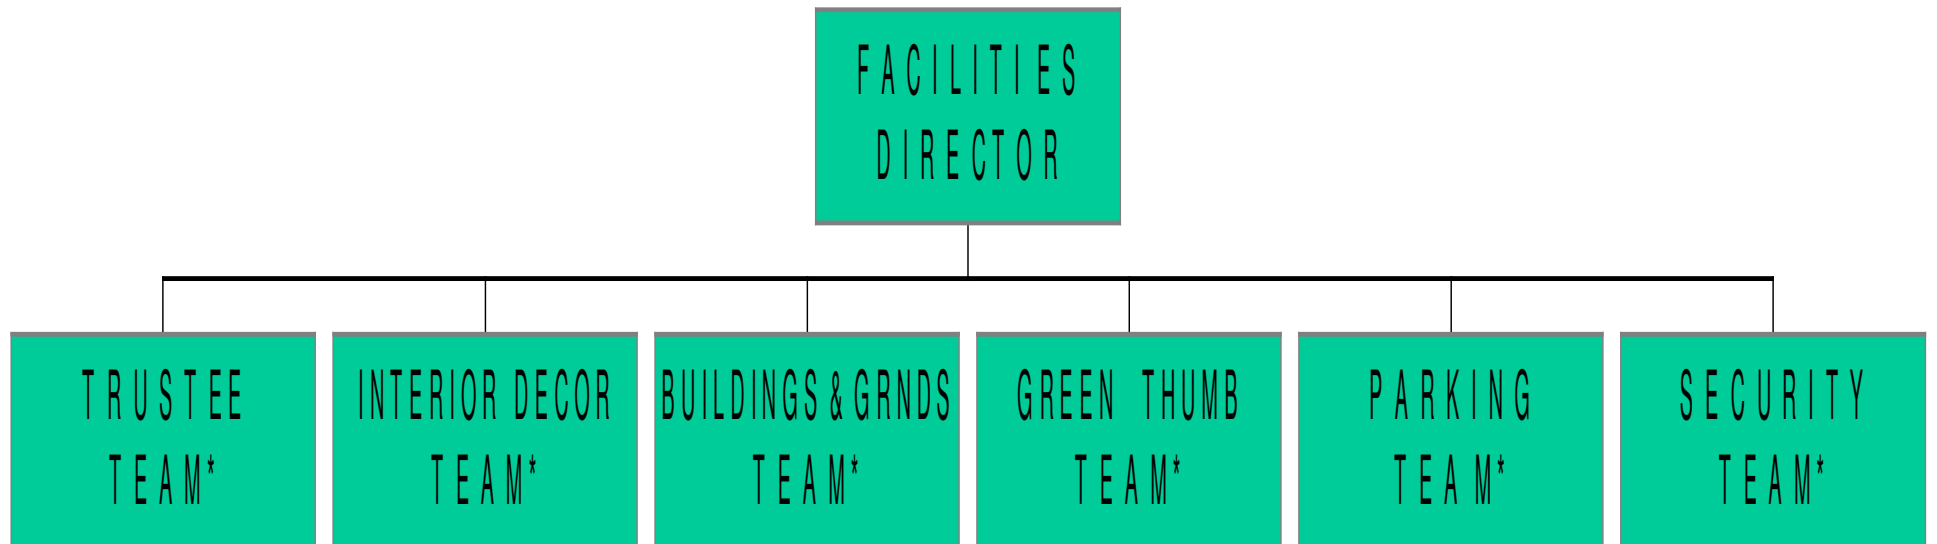 FACILITIES
DIRECTOR
TRUSTEE
TEAM*
INTERIOR DECOR
TEAM*
BUILDINGS & GRNDS
TEAM*
GREEN THUMB
TEAM*
PARKING
TEAM*
SECURITY
TEAM*